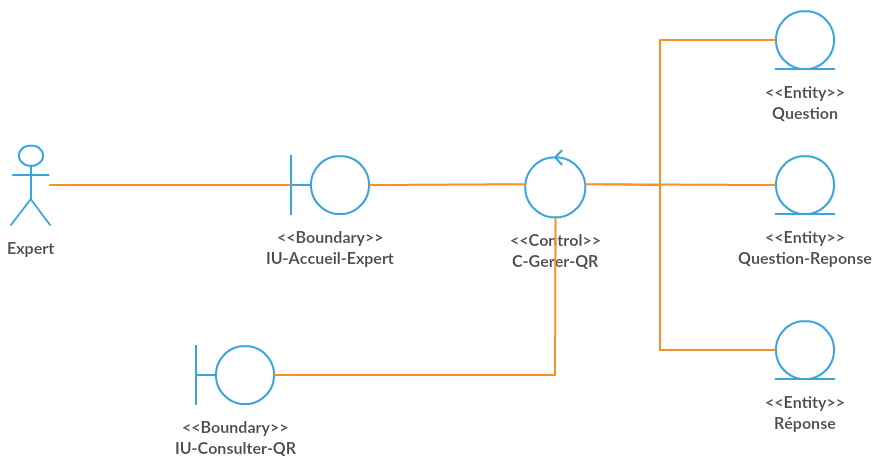 <<Entity>>
Question
Expert
<<Boundary>>
IU-Accueil-Expert
<<Control>>
C-Gerer-QR
<<Entity>>
Question-Reponse
<<Boundary>>
IU-Consulter-QR
<<Entity>>
Réponse